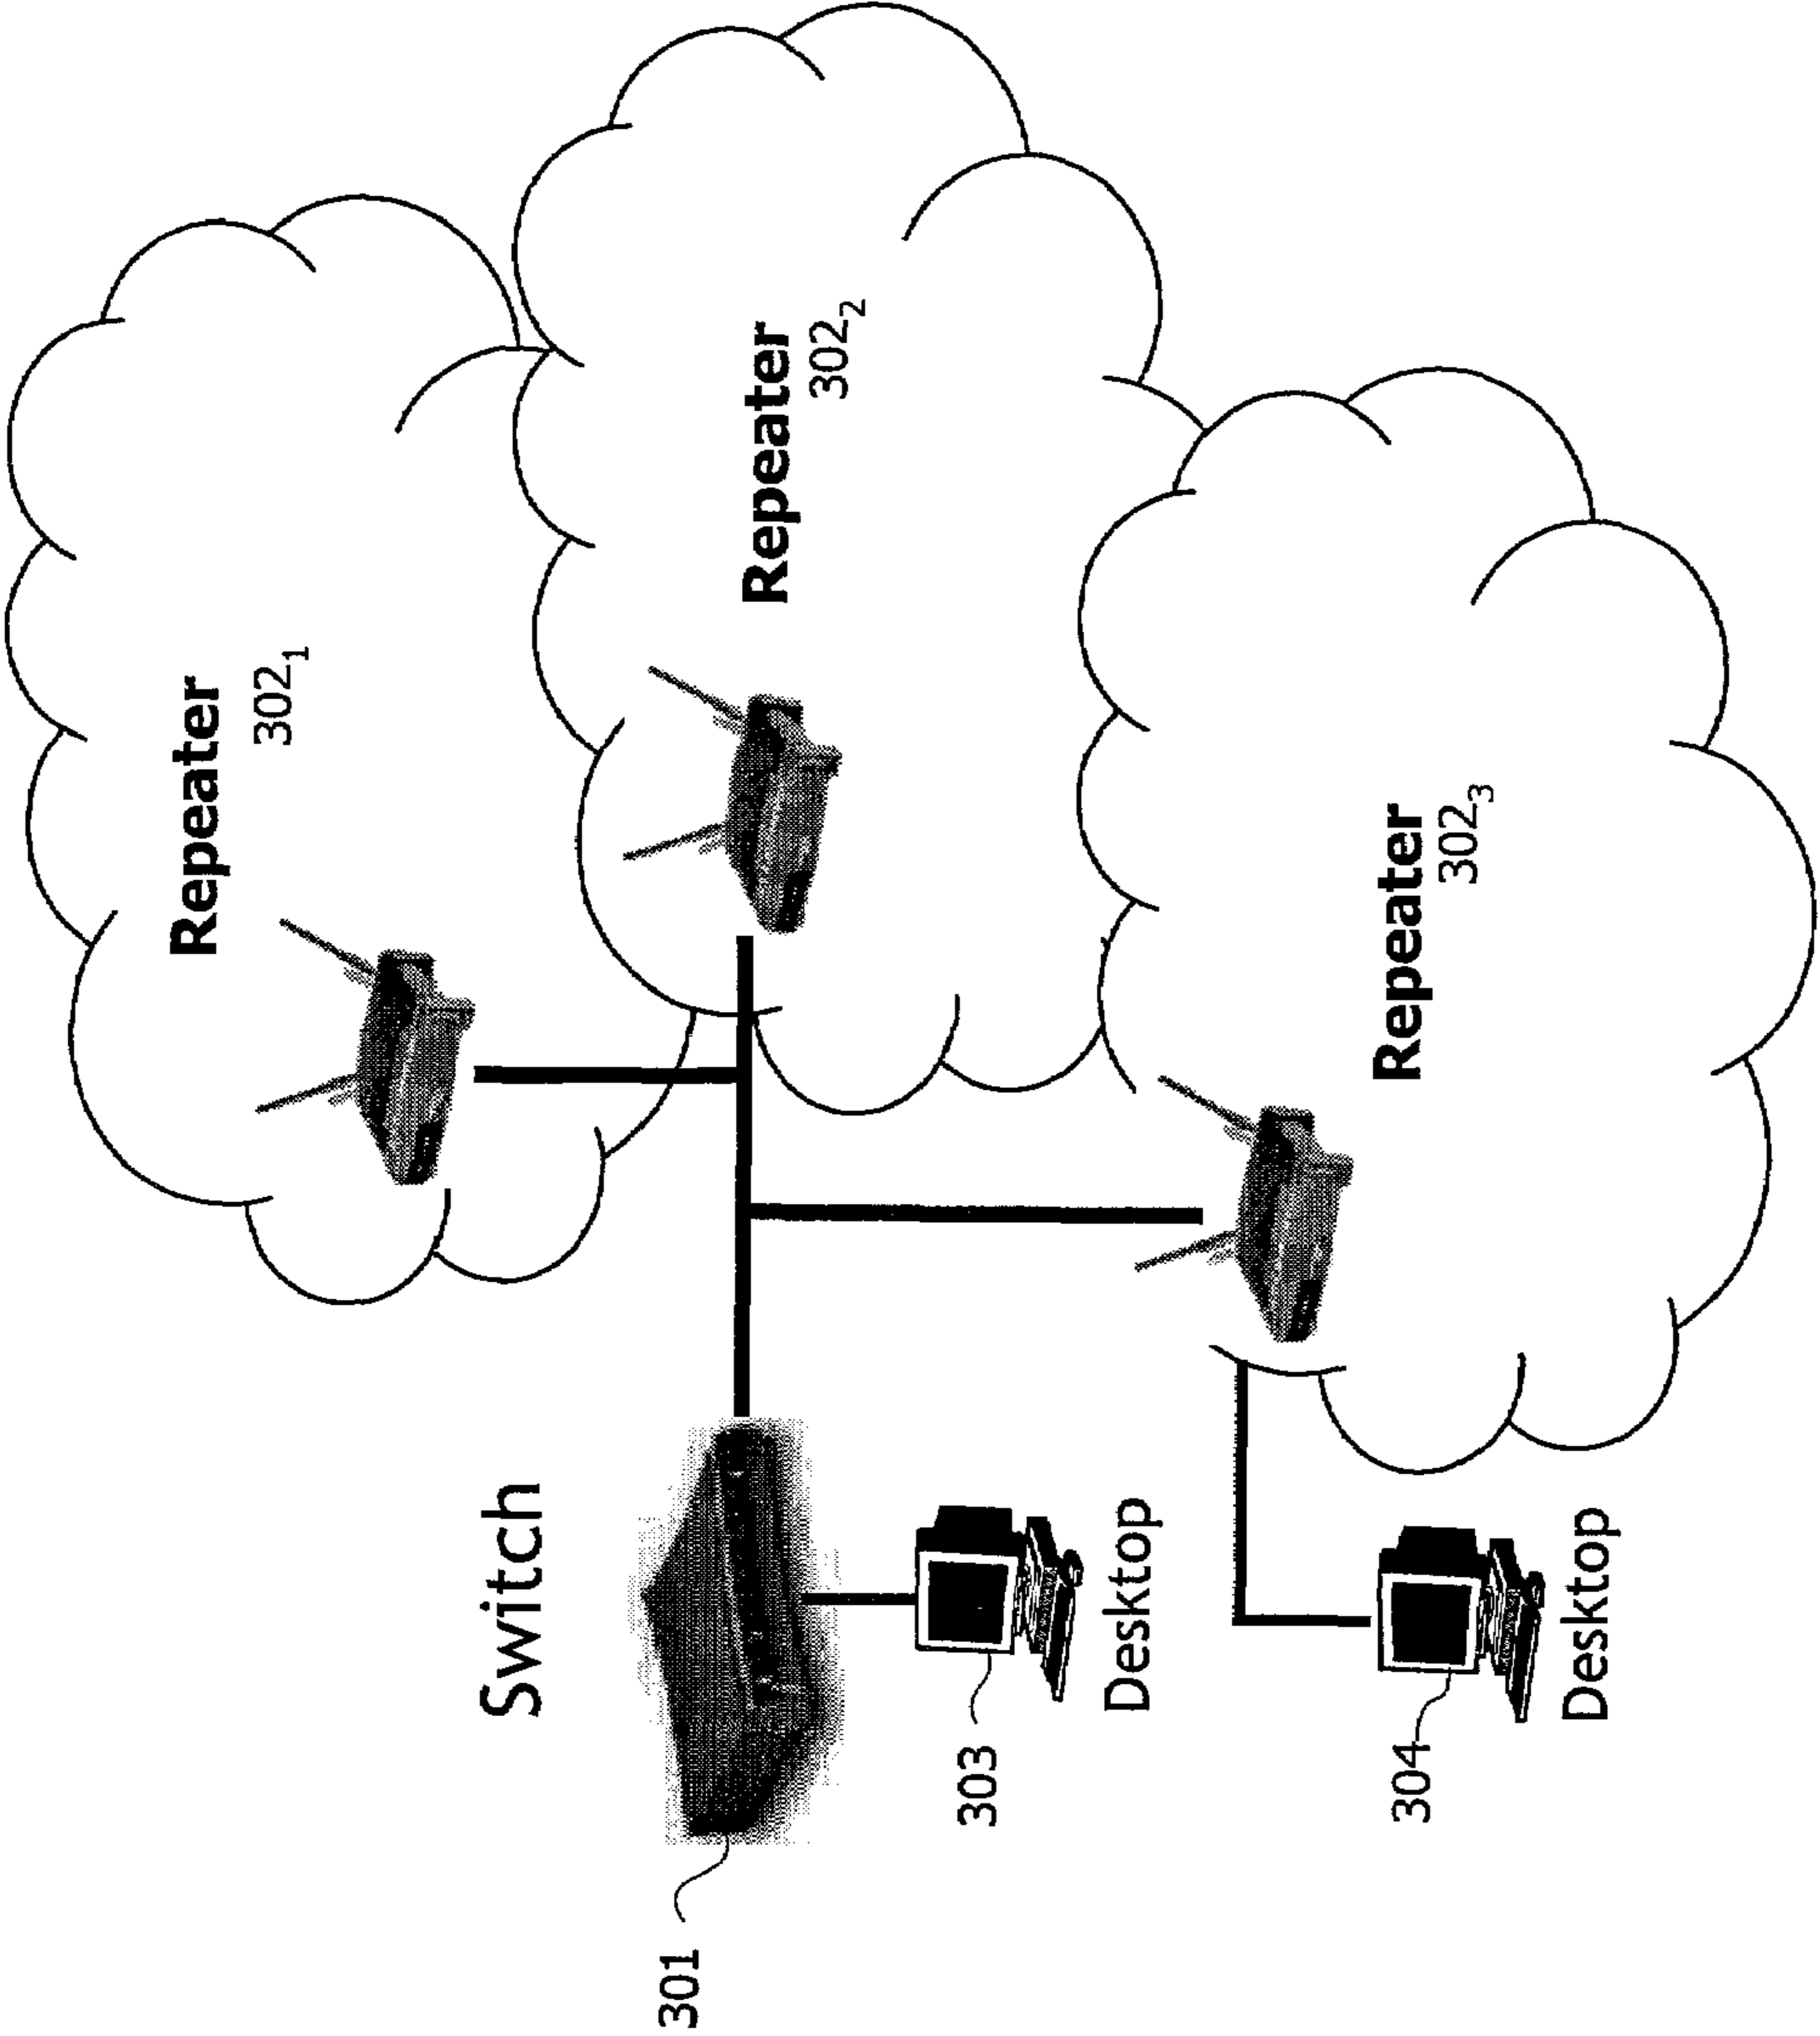 Repeater
302₁
Repeater
302₂
Repeater
302₃
Switch
301
Desktop
303
Desktop
304